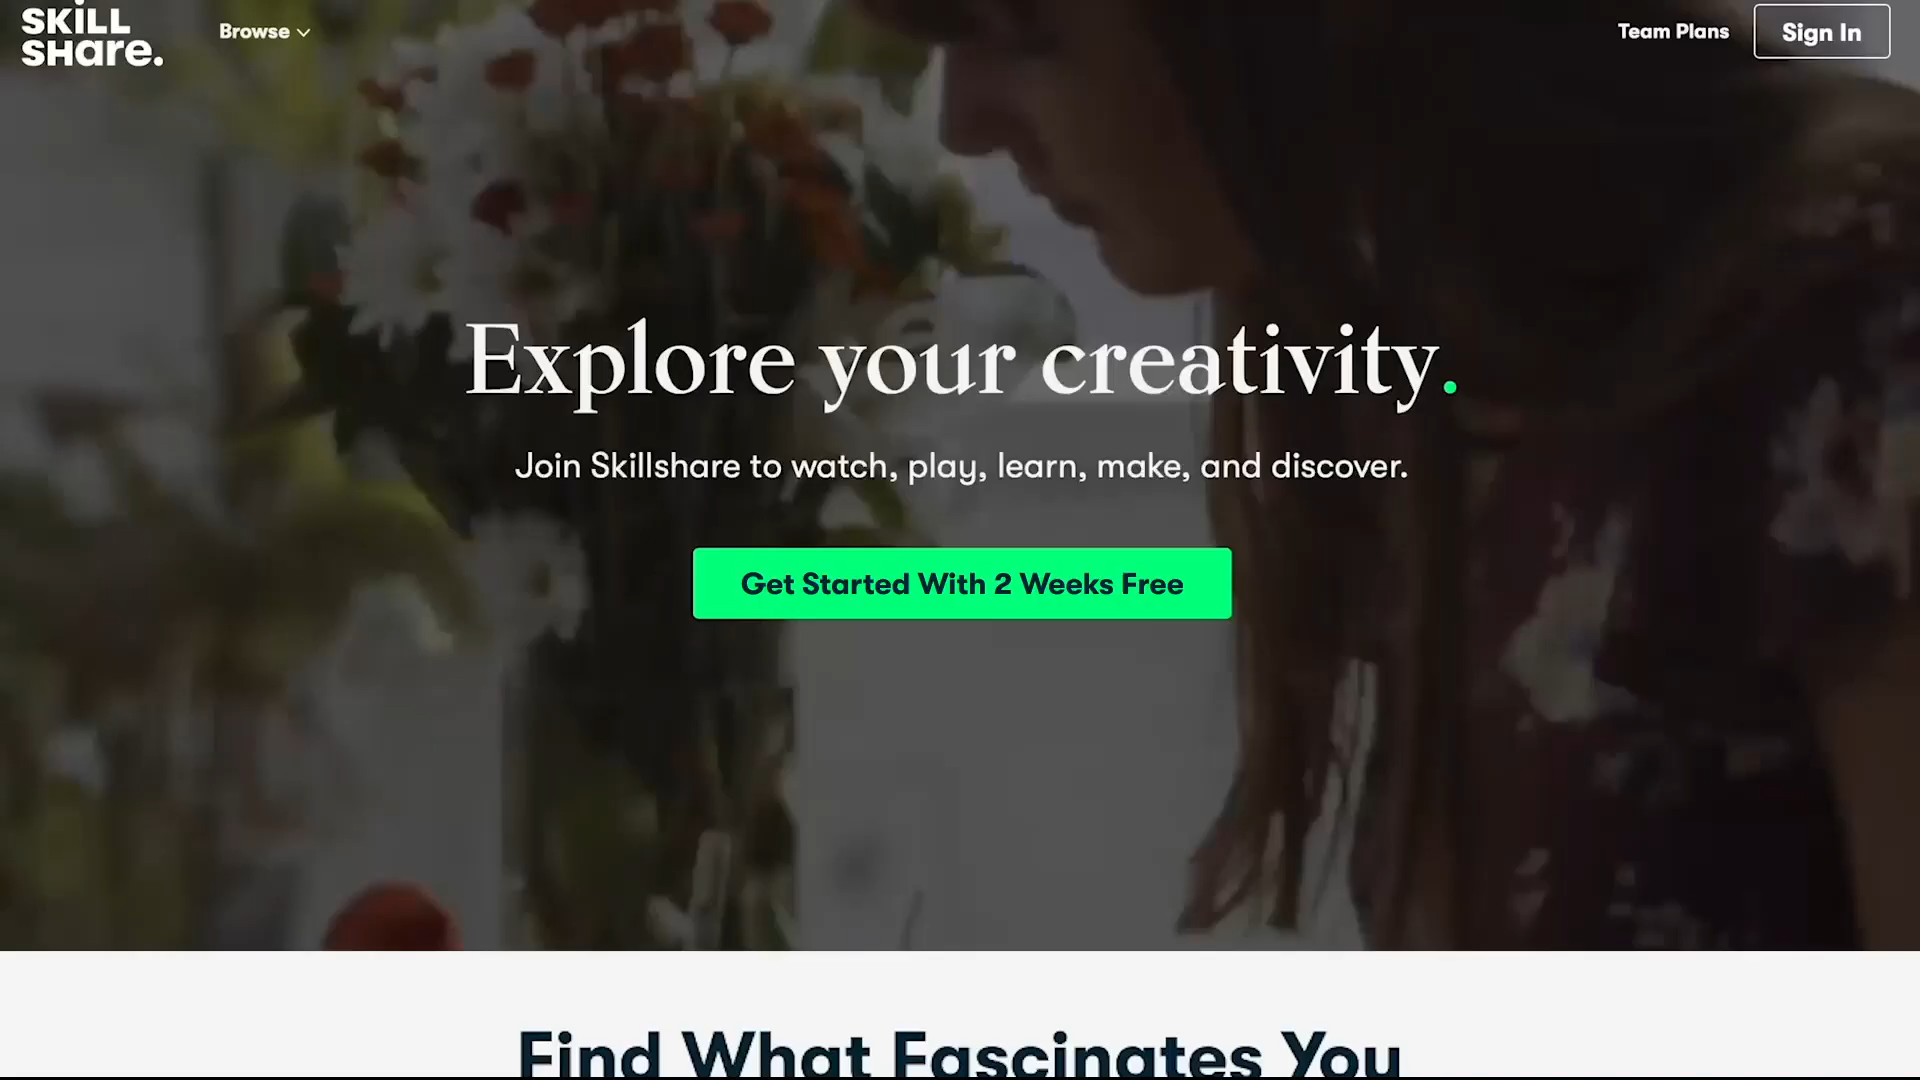 SKiLL
SHare.
Browse
Team Plans
Sign In
Explore your creativity.
Join Skillshare to watch, play, learn, make, and discover.
Get Started With 2 Weeks Free
Find What Fascinates You